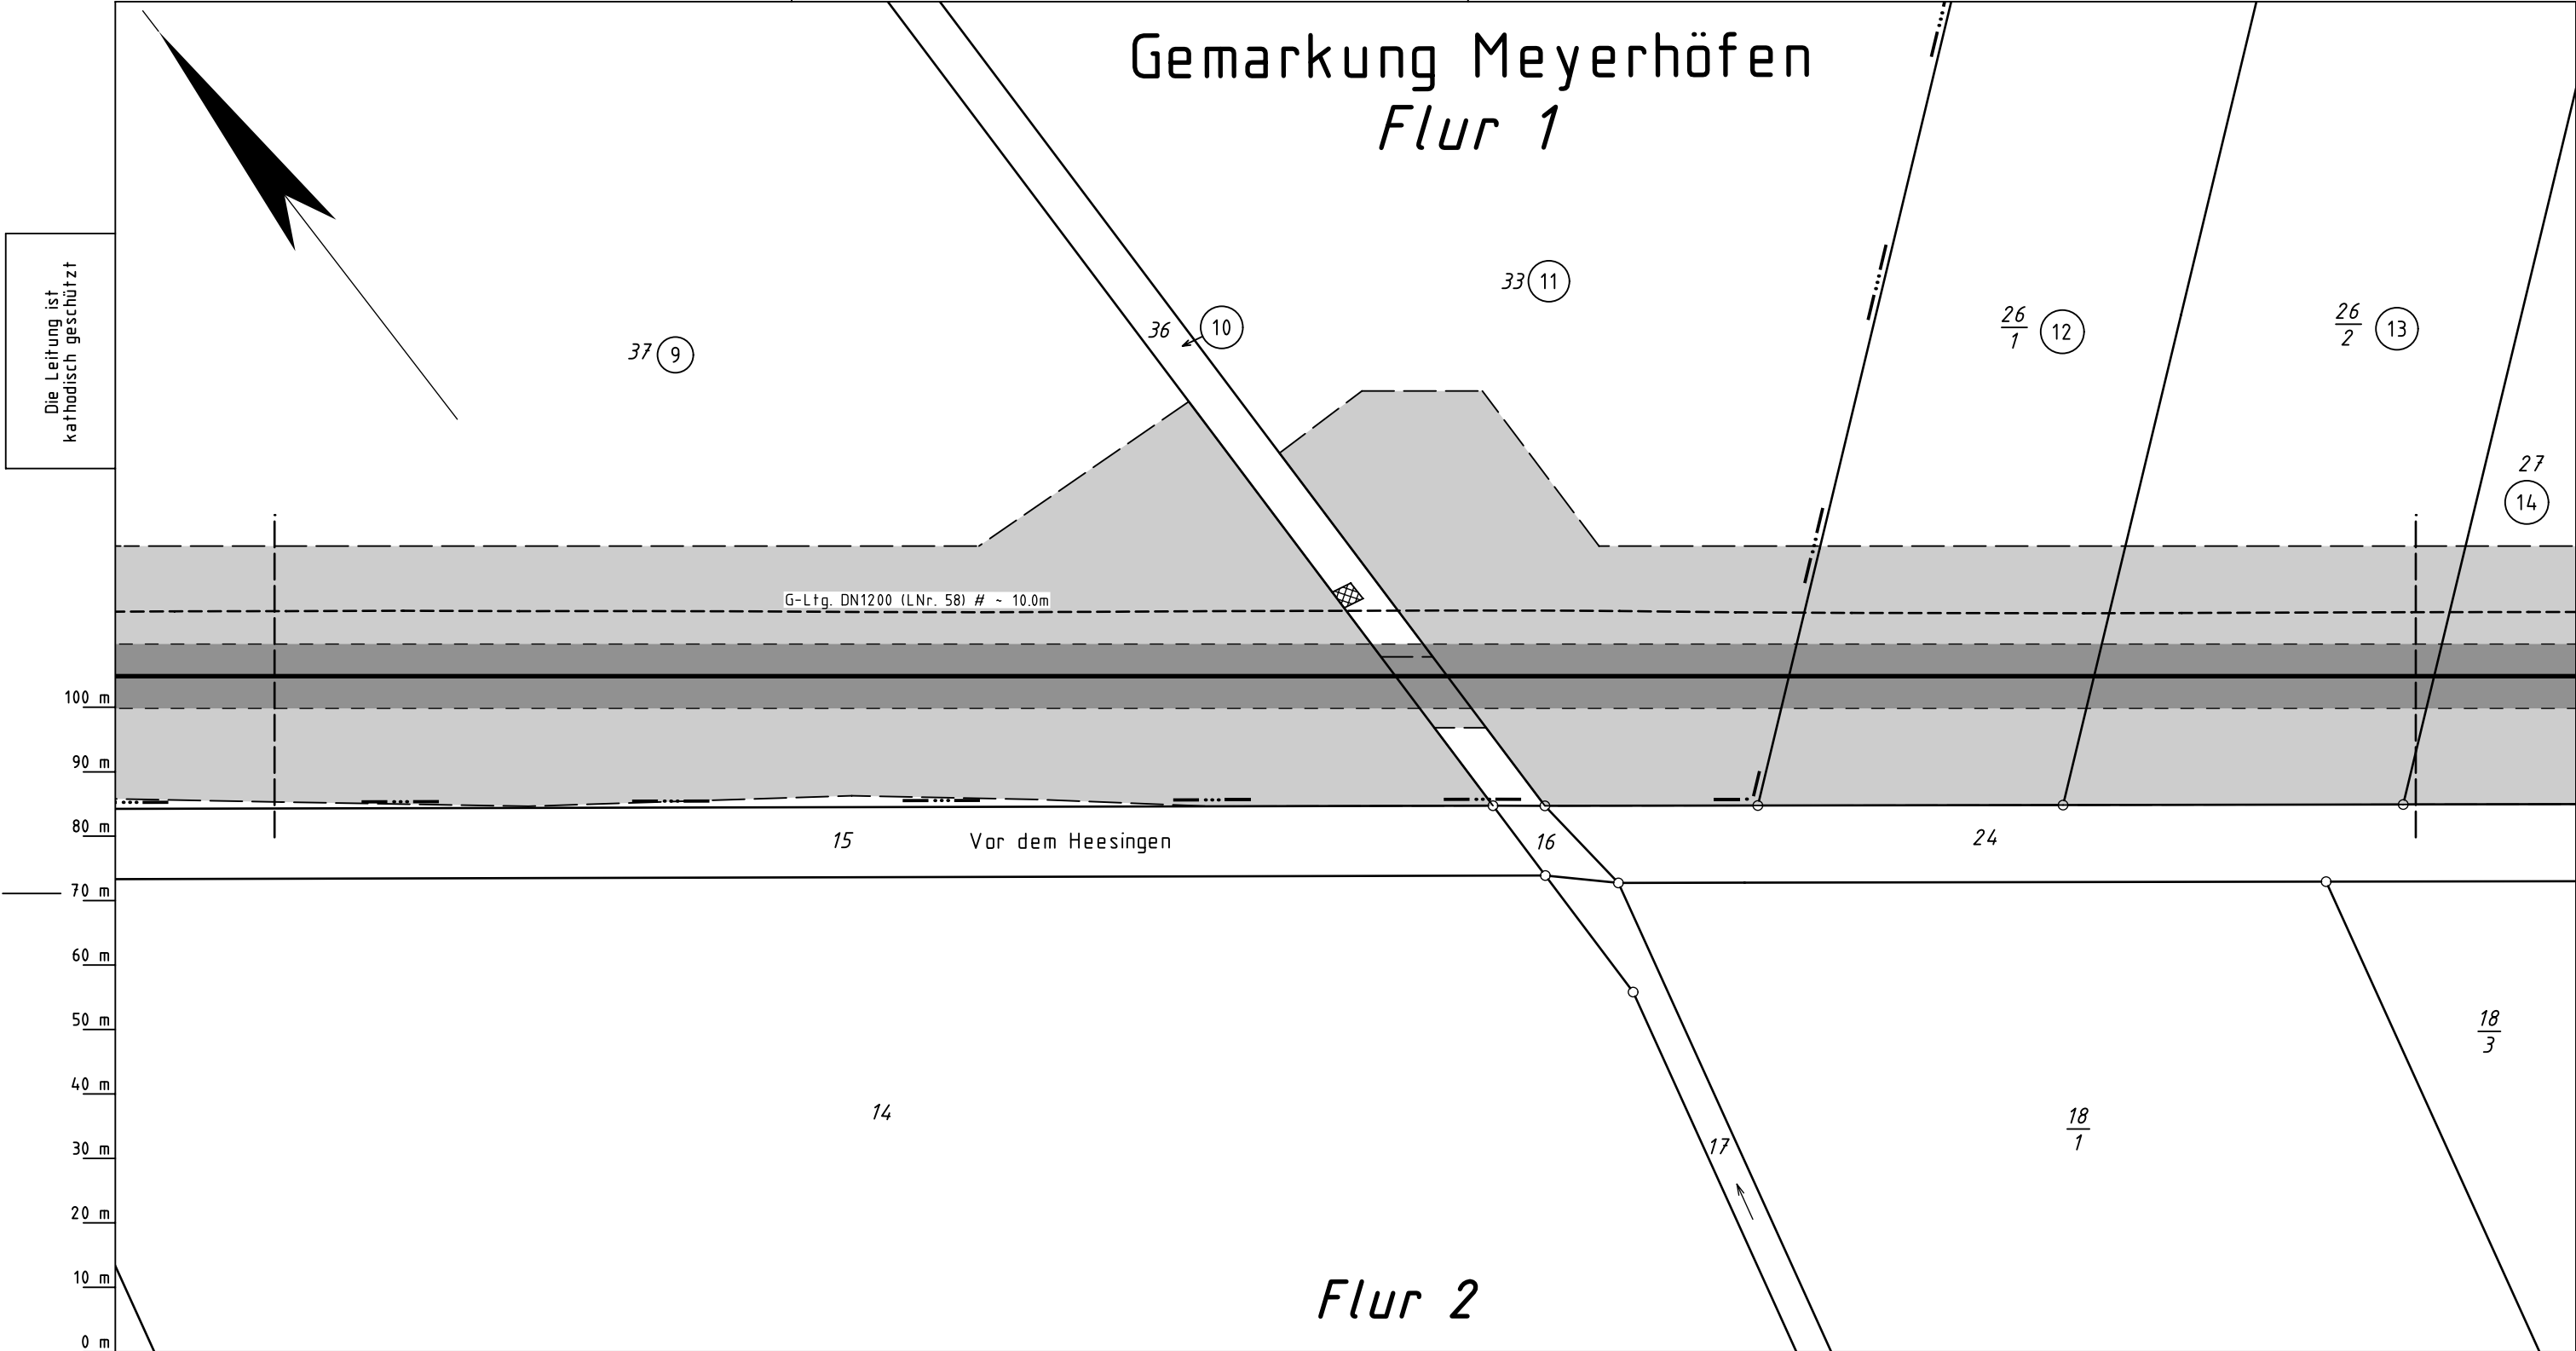 Gemarkung Meyerhöfen
Flur 1
Die Leitung ist
kathodisch geschützt
33 11
36 10
37 9
26
1
12
26
2
13
27
14
G-Ltg. DN1200 (LNr. 58) # ~ 10.0m
100 m
90 m
80 m
70 m
60 m
50 m
40 m
30 m
20 m
10 m
0 m
15
Vor dem Heesingen
16
24
14
17
18
1
18
3
Flur 2